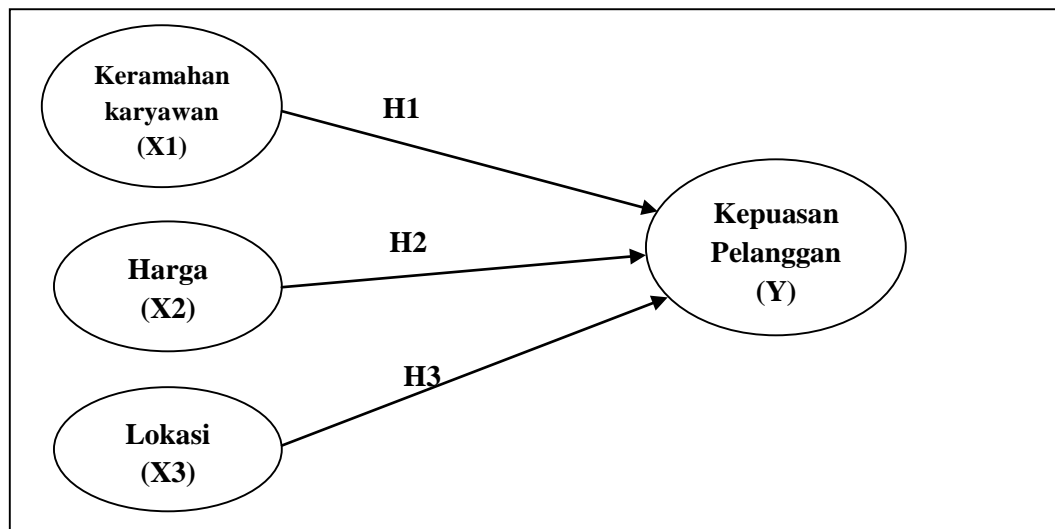 Keramahan
karyawan
(X1)
H1
Kepuasan
Pelanggan
(Y)
H2
Harga
(X2)
H3
Lokasi
(X3)